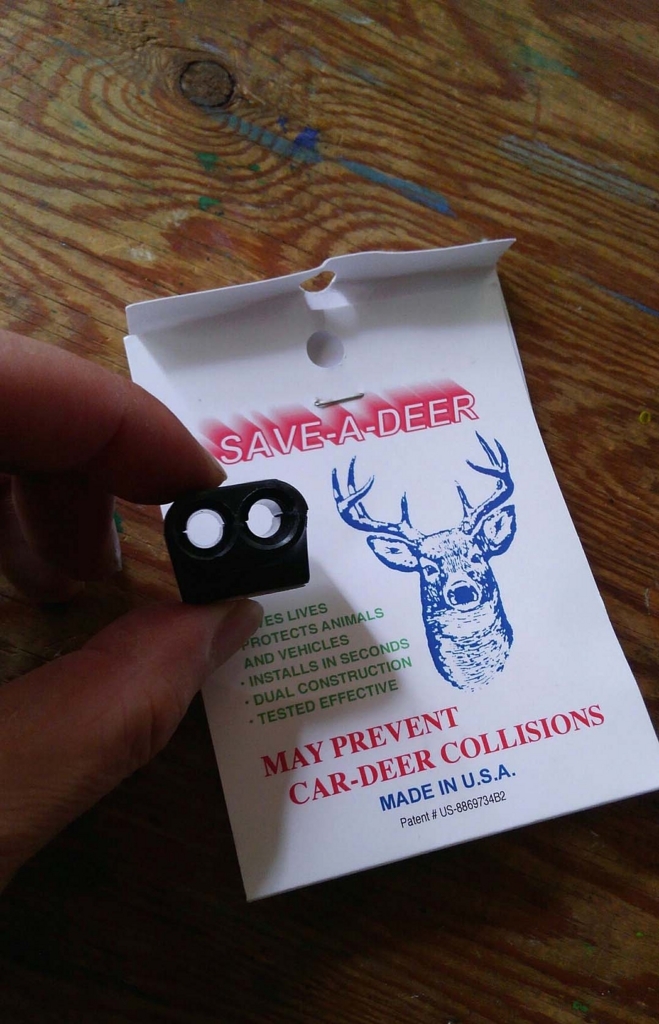 SAVE-A-DEER
LIVES
PROTECTS ANIMALS
AND VEHICLES
· INSTALLS IN SECONDS
· DUAL CONSTRUCTION
· TESTED EFFECTIVE
MAY PREVENT
CAR-DEER COLLISIONS
MADE IN U.S.A.
Patent # US-8869734B2